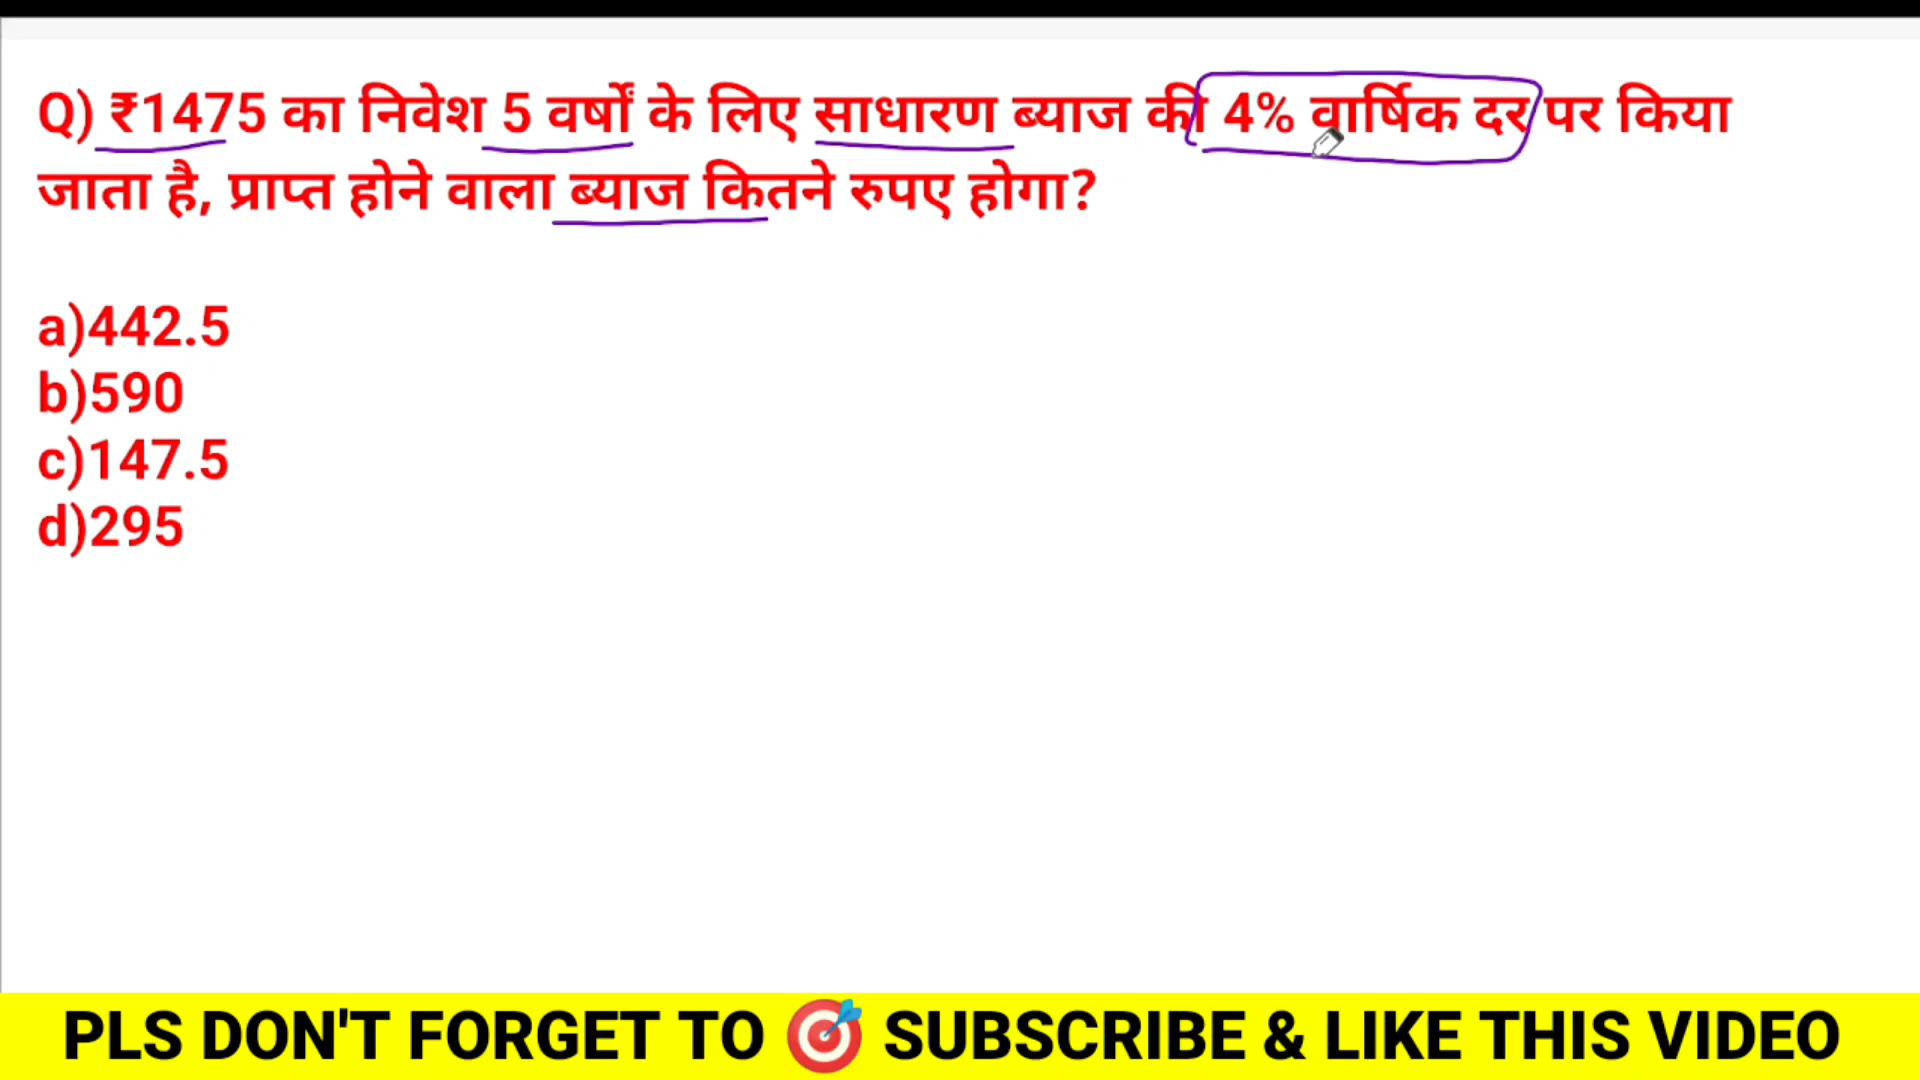 Q) ₹1475 का निवेश 5 वर्षों के लिए साधारण ब्याज की 4% वार्षिक दर पर किया
जाता है, प्राप्त होने वाला ब्याज कितने रुपए होगा?
a)442.5
b)590
c)147.5
d)295
PLS DON'T FORGET TO 🎯 SUBSCRIBE & LIKE THIS VIDEO